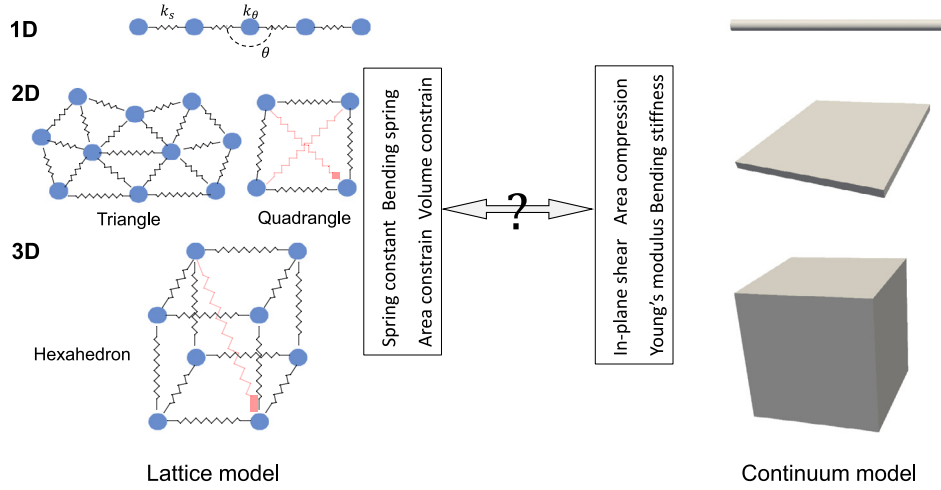 1D
k_s
k_θ
θ
2D
Triangle
Quadrangle
3D
Hexahedron
Spring constant Bending spring
Area constrain Volume constrain
?
In-plane shear Area compression
Young's modulus Bending stiffness
Lattice model
Continuum model